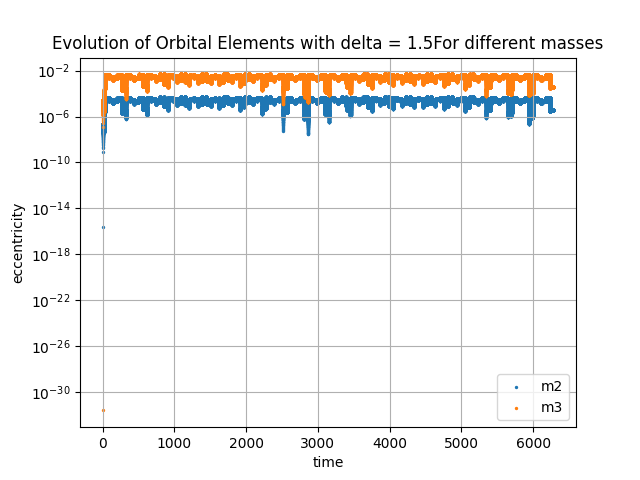 Evolution of Orbital Elements with delta = 1.5For different masses
10⁻²
10⁻⁶
10⁻¹⁰
10⁻¹⁴
10⁻¹⁸
10⁻²²
10⁻²⁶
10⁻³⁰
eccentricity
m2
m3
0 1000 2000 3000 4000 5000 6000
time